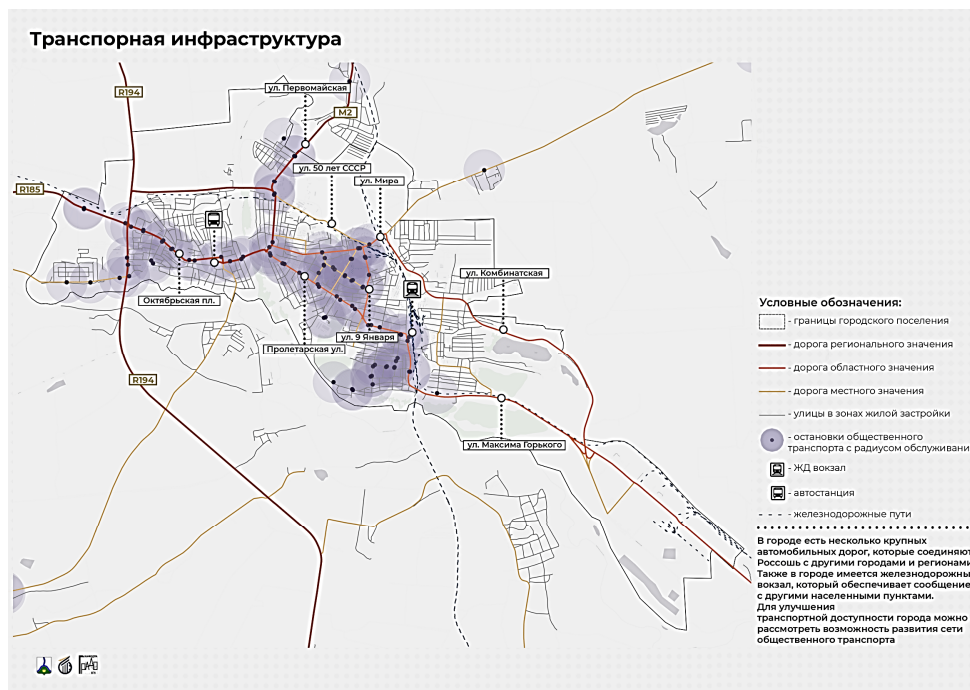 Транспорная инфраструктура
R194
ул. Первомайская
M2
ул. 50 лет СССР
ул. Мира
R185
ул. Комбинатская
Октябрьская пл.
ул. 9 Января
Пролетарская ул.
R194
ул. Максима Горького
Условные обозначения:
- границы городского поселения
- дорога регионального значения
- дорога областного значения
- дорога местного значения
- улицы в зонах жилой застройки
- остановки общественного
транспорта с радиусом обслуживани
- ЖД вокзал
- автостанция
- железнодорожные пути
В городе есть несколько крупных
автомобильных дорог, которые соединяют
Россошь с другими городами и регионами
Также в городе имеется железнодорожны
вокзал, который обеспечивает сообщение
с другими населенными пунктами.
Для улучшения
транспортной доступности города можно
рассмотреть возможность развития сети
общественного транспорта